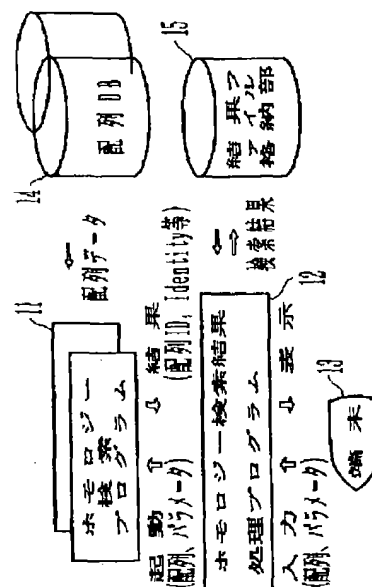 11
ホモロジー
検索
プログラム
配列データ
14
配列DB
起動
(配列、パラメータ)
結果
(配列ID, Identity等)
12
ホモロジー検索結果
処理プログラム
検索結果
15
結果フ
ァイル
格納部
入力
(配列、パラメータ)
表示
13
端末